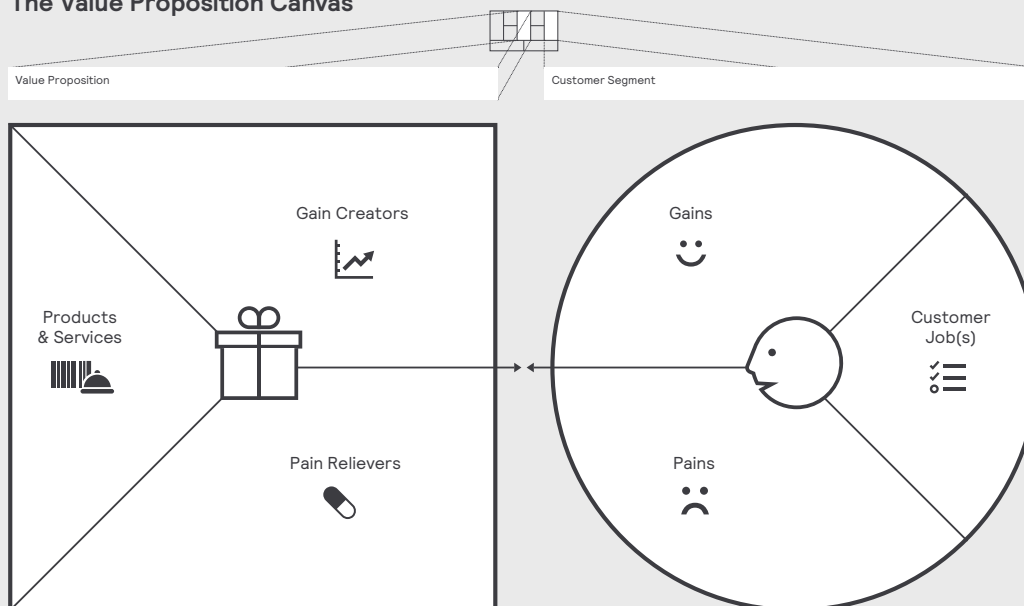 The Value Proposition Canvas
Value Proposition
Customer Segment
Gain Creators
Gains
Products
& Services
Customer
Job(s)
Pain Relievers
Pains